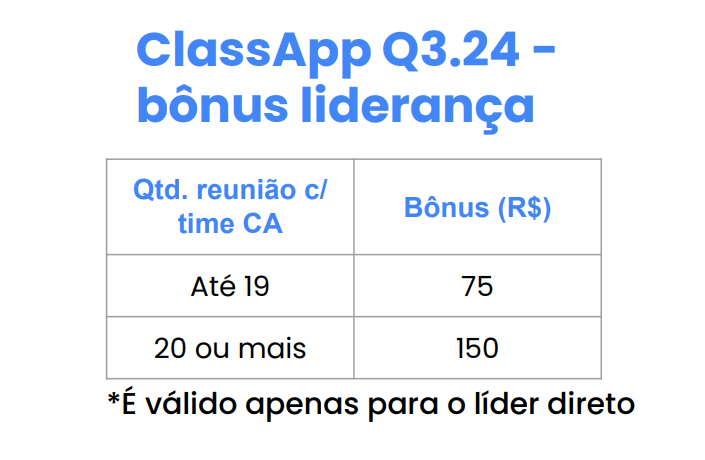 ClassApp Q3.24 -
bônus liderança
Qtd. reunião c/
time CA
Bônus (R$)
Até 19
75
20 ou mais
150
*É válido apenas para o líder direto